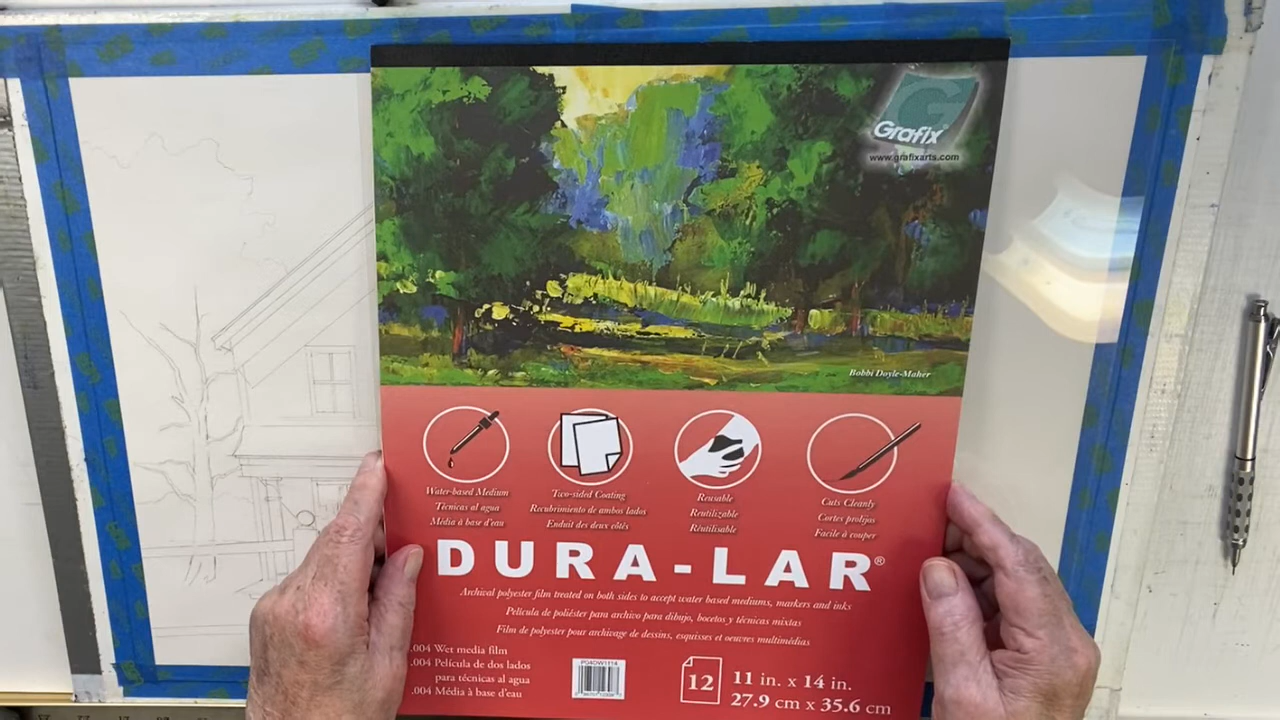 Grafix®
www.grafixarts.com
Bobbi Doyle-Maher
Water-based Medium
Técnicas al agua
Média à base d'eau
Two-sided Coating
Recubrimiento de ambos lados
Enduit des deux côtés
Reusable
Reutilizable
Réutilisable
Cuts Cleanly
Cortes prolijos
Facile à couper
DURA-LAR®
Archival polyester film treated on both sides to accept water based mediums, markers and inks
Película de poliéster para archivo para dibujo, bocetos y técnicas mixtas
Film de polyester pour archivage de dessins, esquisses et oeuvres multimédias
.004 Wet media film
.004 Película de dos lados
para técnicas al agua
.004 Média à base d'eau
P04DW1114
12
11 in. x 14 in.
27.9 cm x 35.6 cm